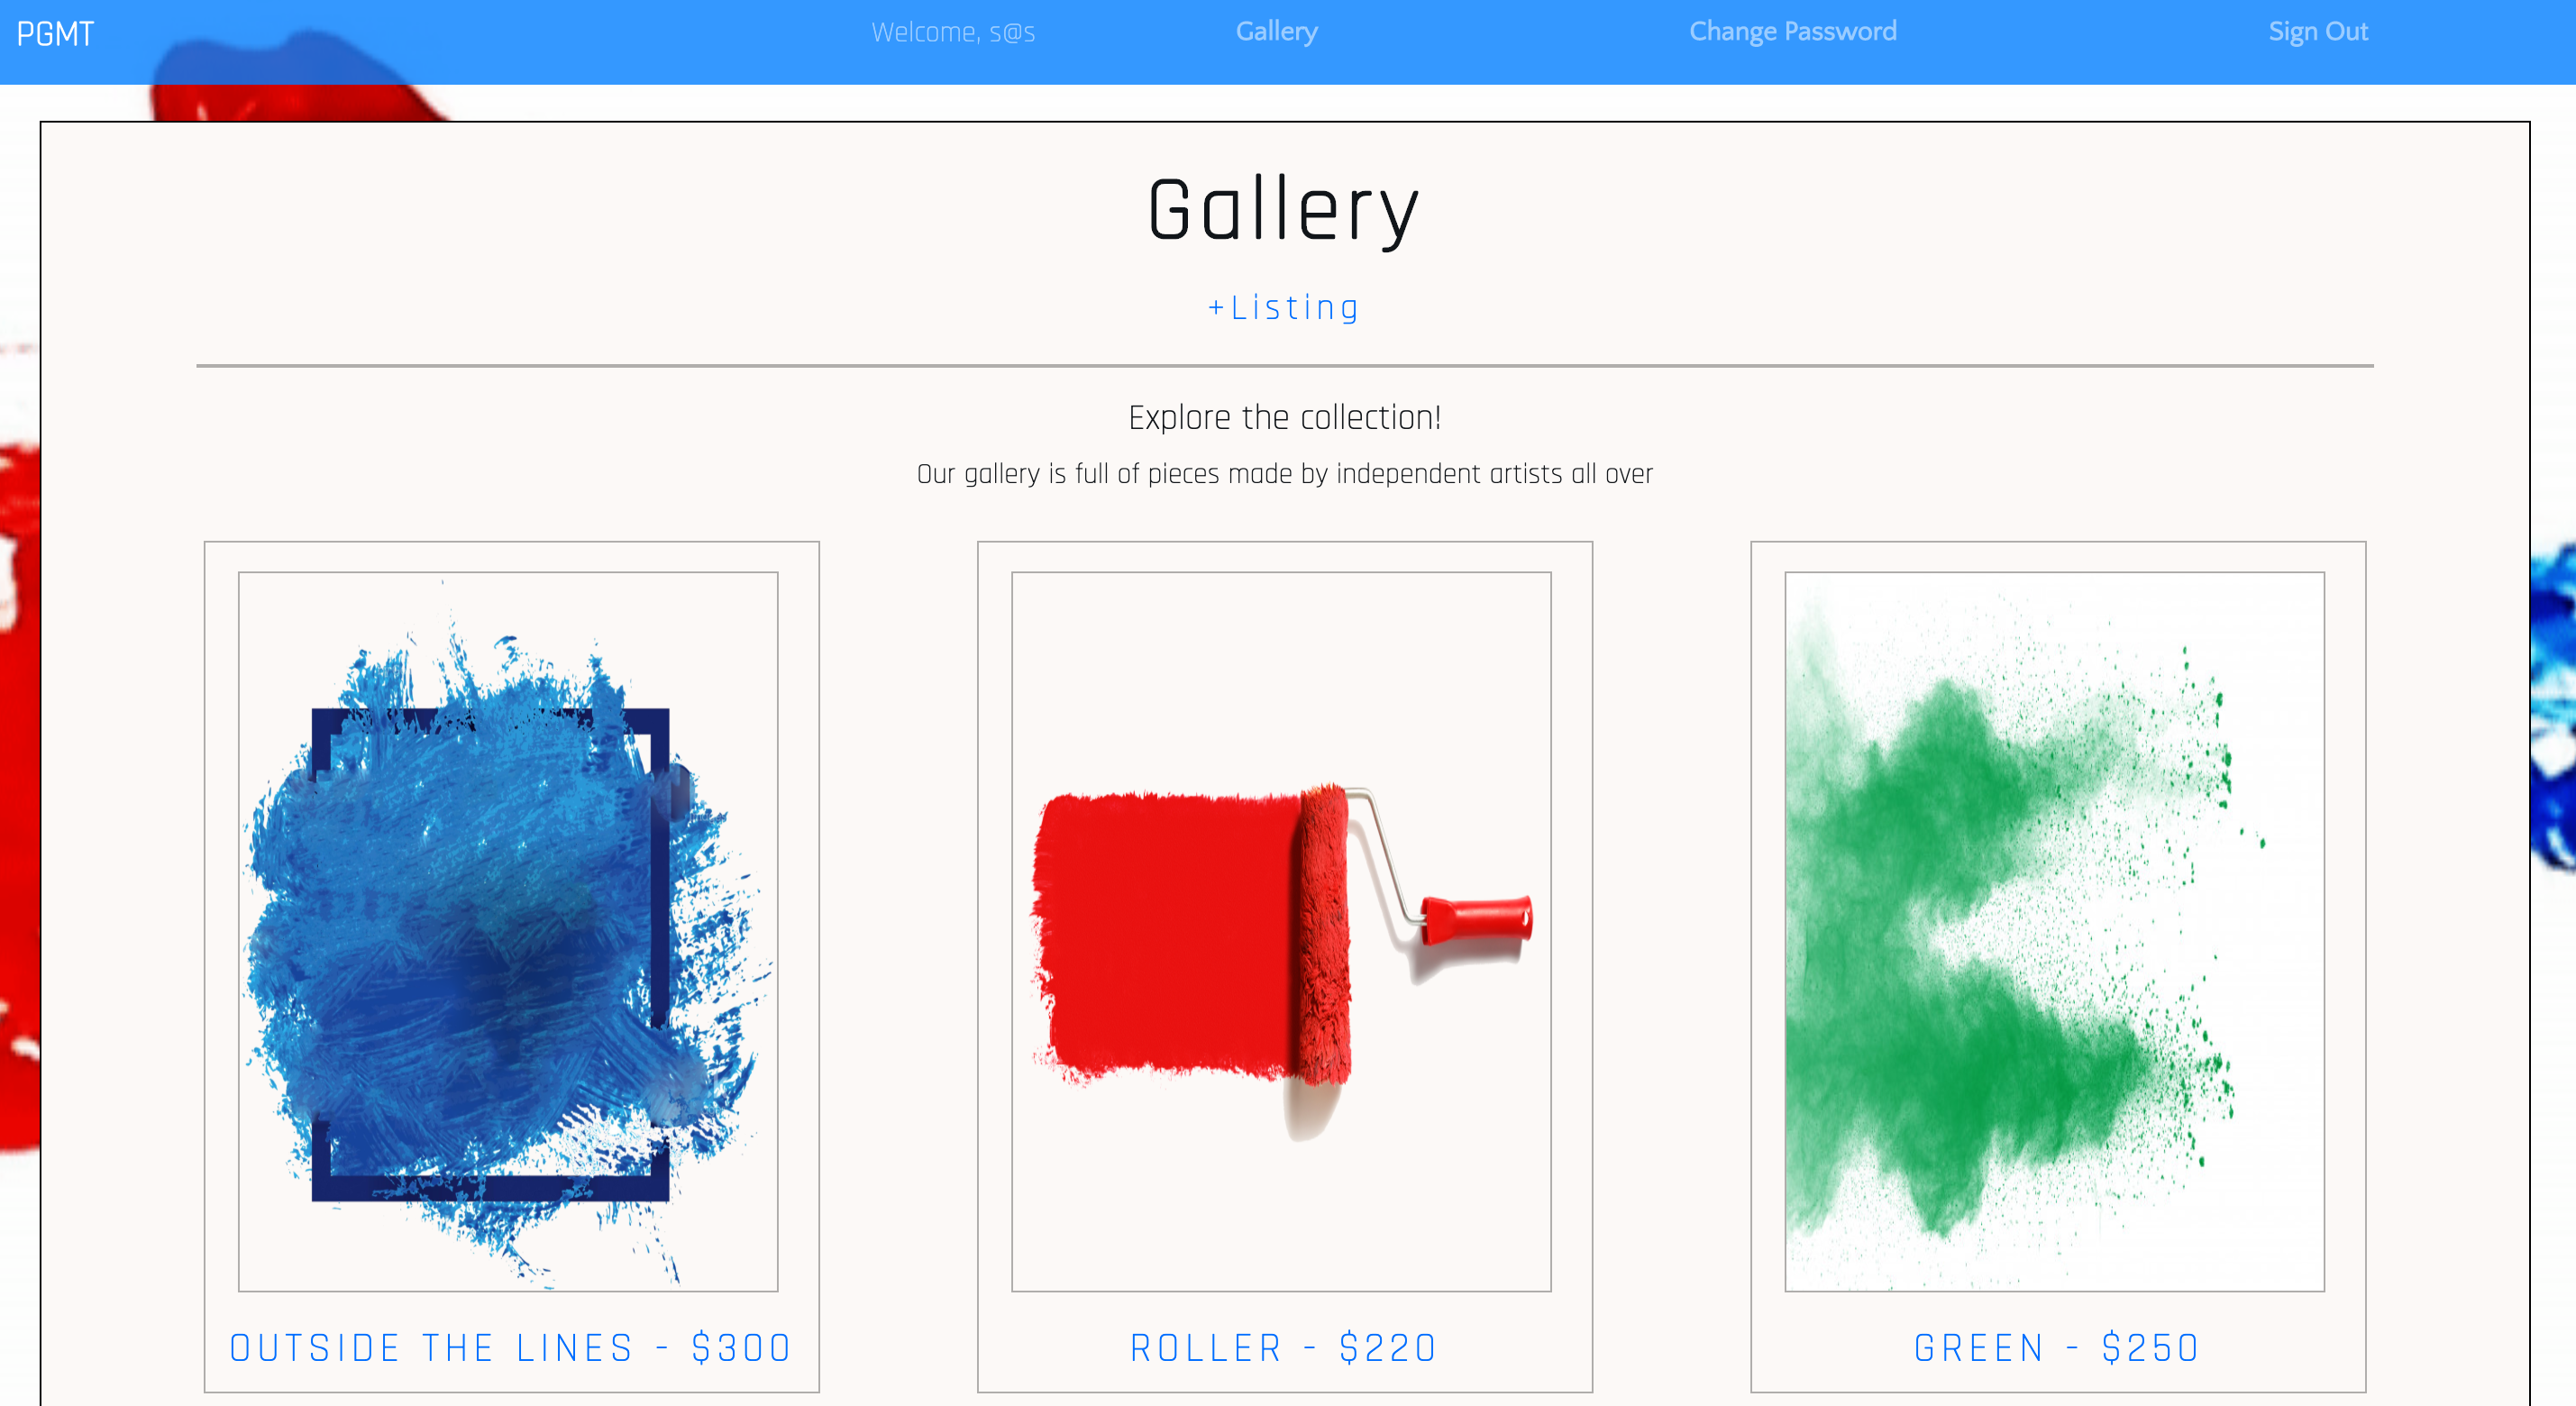 PGMT Welcome, s@s Gallery Change Password Sign Out
Gallery
+Listing
Explore the collection!
Our gallery is full of pieces made by independent artists all over
OUTSIDE THE LINES - $300
ROLLER - $220
GREEN - $250